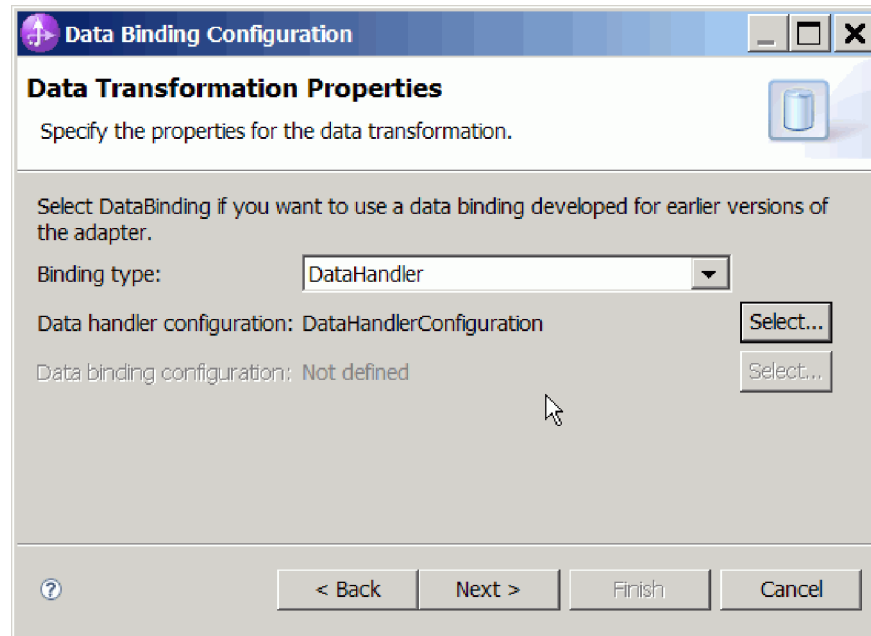 Data Binding Configuration
Data Transformation Properties
Specify the properties for the data transformation.
Select DataBinding if you want to use a data binding developed for earlier versions of
the adapter.
Binding type: DataHandler
Data handler configuration: DataHandlerConfiguration Select...
Data binding configuration: Not defined Select...
? < Back Next > Finish Cancel